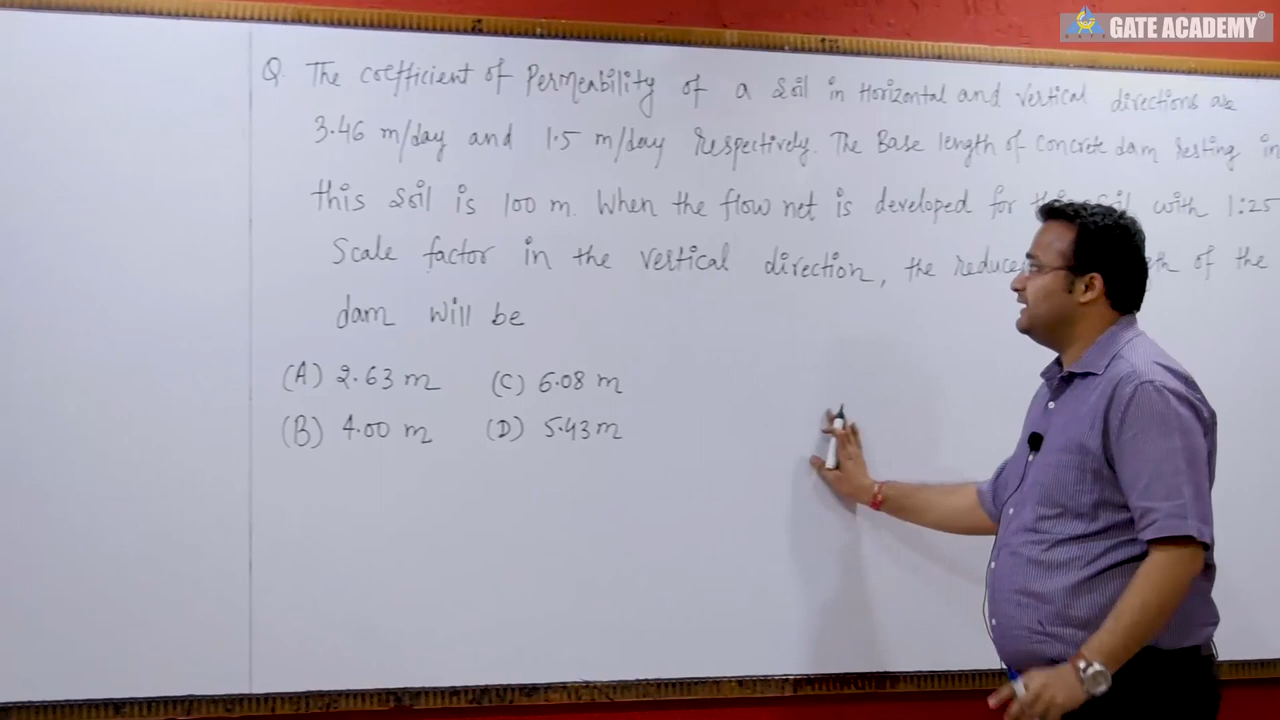 GATE ACADEMY®
Q. The coefficient of Permeability of a Soil in Horizontal and vertical directions are
3.46 m/day and 1.5 m/day respectively. The Base length of concrete dam resting in
this soil is 100 m. When the flow net is developed for this soil with 1:25
Scale factor in the vertical direction, the of the
dam will be
(A) 2.63 m (C) 6.08 m
(B) 4.00 m (D) 5.43 m